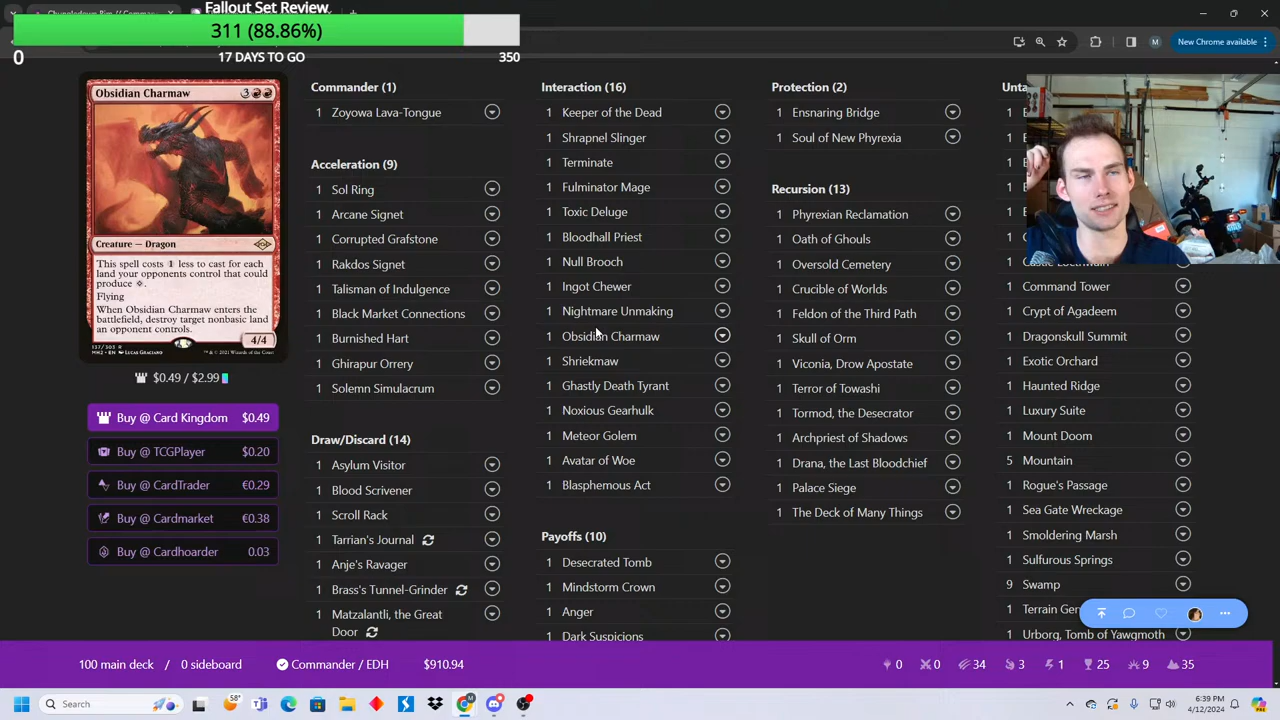 Fallout Set Review
311 (88.86%)
0
17 DAYS TO GO
350
New Chrome available
Obsidian Charmaw
3
Creature — Dragon
This spell costs 1 less to cast for each
land your opponents control that could
produce
Flying
When Obsidian Charmaw enters the
battlefield, destroy target nonbasic land
an opponent controls.
4/4
$0.49 / $2.99
Buy @ Card Kingdom $0.49
Buy @ TCGPlayer $0.20
Buy @ CardTrader €0.29
Buy @ Cardmarket €0.38
Buy @ Cardhoarder 0.03
Commander (1)
1 Zoyowa Lava-Tongue
Acceleration (9)
1 Sol Ring
1 Arcane Signet
1 Corrupted Grafstone
1 Rakdos Signet
1 Talisman of Indulgence
1 Black Market Connections
1 Burnished Hart
1 Ghirapur Orrery
1 Solemn Simulacrum
Draw/Discard (14)
1 Asylum Visitor
1 Blood Scrivener
1 Scroll Rack
1 Tarrian's Journal
1 Anje's Ravager
1 Brass's Tunnel-Grinder
1 Matzalantli, the Great
Door
Interaction (16)
1 Keeper of the Dead
1 Shrapnel Slinger
1 Terminate
1 Fulminator Mage
1 Toxic Deluge
1 Bloodhall Priest
1 Null Brooch
1 Ingot Chewer
1 Nightmare Unmaking
1 Obsidian Charmaw
1 Shriekmaw
1 Ghastly Death Tyrant
1 Noxious Gearhulk
1 Meteor Golem
1 Avatar of Woe
1 Blasphemous Act
Payoffs (10)
1 Desecrated Tomb
1 Mindstorm Crown
1 Anger
1 Dark Suspicions
Protection (2)
1 Ensnaring Bridge
1 Soul of New Phyrexia
Recursion (13)
1 Phyrexian Reclamation
1 Oath of Ghouls
1 Oversold Cemetery
1 Crucible of Worlds
1 Feldon of the Third Path
1 Skull of Orm
1 Viconia, Drow Apostate
1 Terror of Towashi
1 Tormod, the Desecrator
1 Archpriest of Shadows
1 Drana, the Last Bloodchief
1 Palace Siege
1 The Deck of Many Things
1 Command Tower
1 Crypt of Agadeem
1 Dragonskull Summit
1 Exotic Orchard
1 Haunted Ridge
1 Luxury Suite
1 Mount Doom
5 Mountain
1 Rogue's Passage
1 Sea Gate Wreckage
1 Smoldering Marsh
1 Sulfurous Springs
9 Swamp
1 Terrain Gen
1 Urborg, Tomb of Yawgmoth
100 main deck / 0 sideboard
Commander / EDH
$910.94
0 0 34 3 1 25 9 35
Search
58°
6:39 PM
4/12/2024